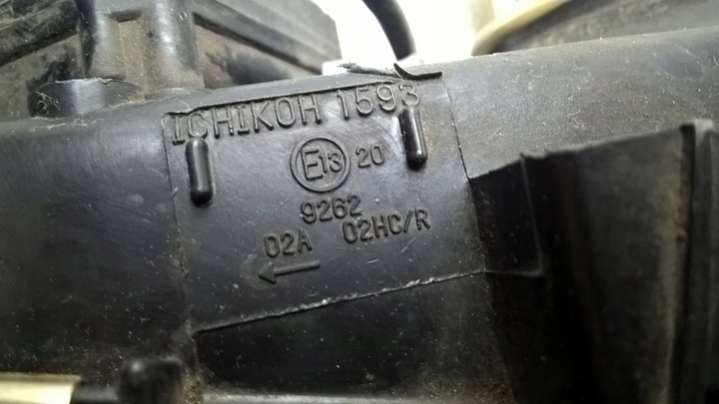 ICHIKOH 1593
E13 20
9262
02A 02HC/R
←